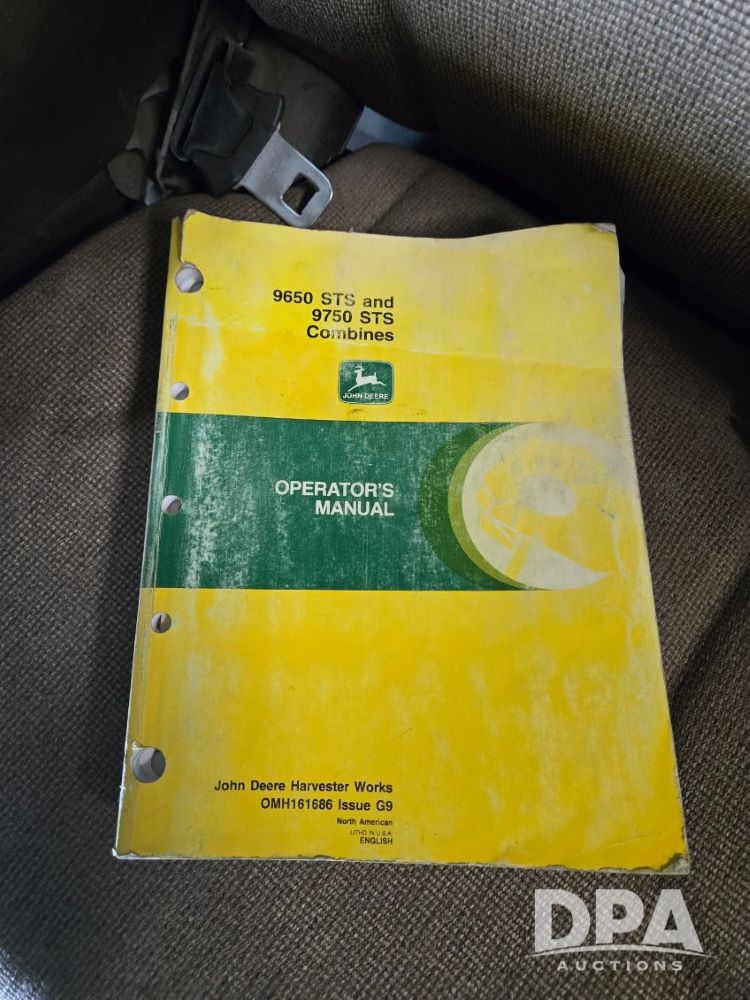 9650 STS and
9750 STS
Combines
JOHN DEERE
OPERATOR'S
MANUAL
John Deere Harvester Works
OMH161686 Issue G9
North American
LITHO IN U.S.A.
ENGLISH
DPA
AUCTIONS